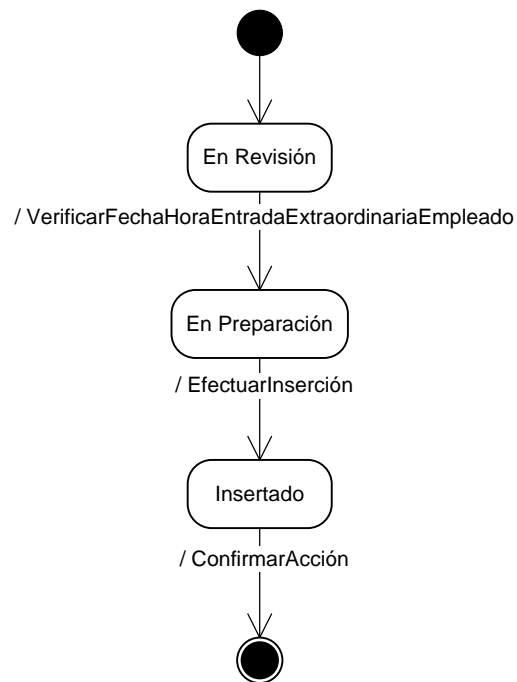 En Revisión
/ VerificarFechaHoraEntradaExtraordinariaEmpleado
En Preparación
/ EfectuarInserción
Insertado
/ ConfirmarAcción